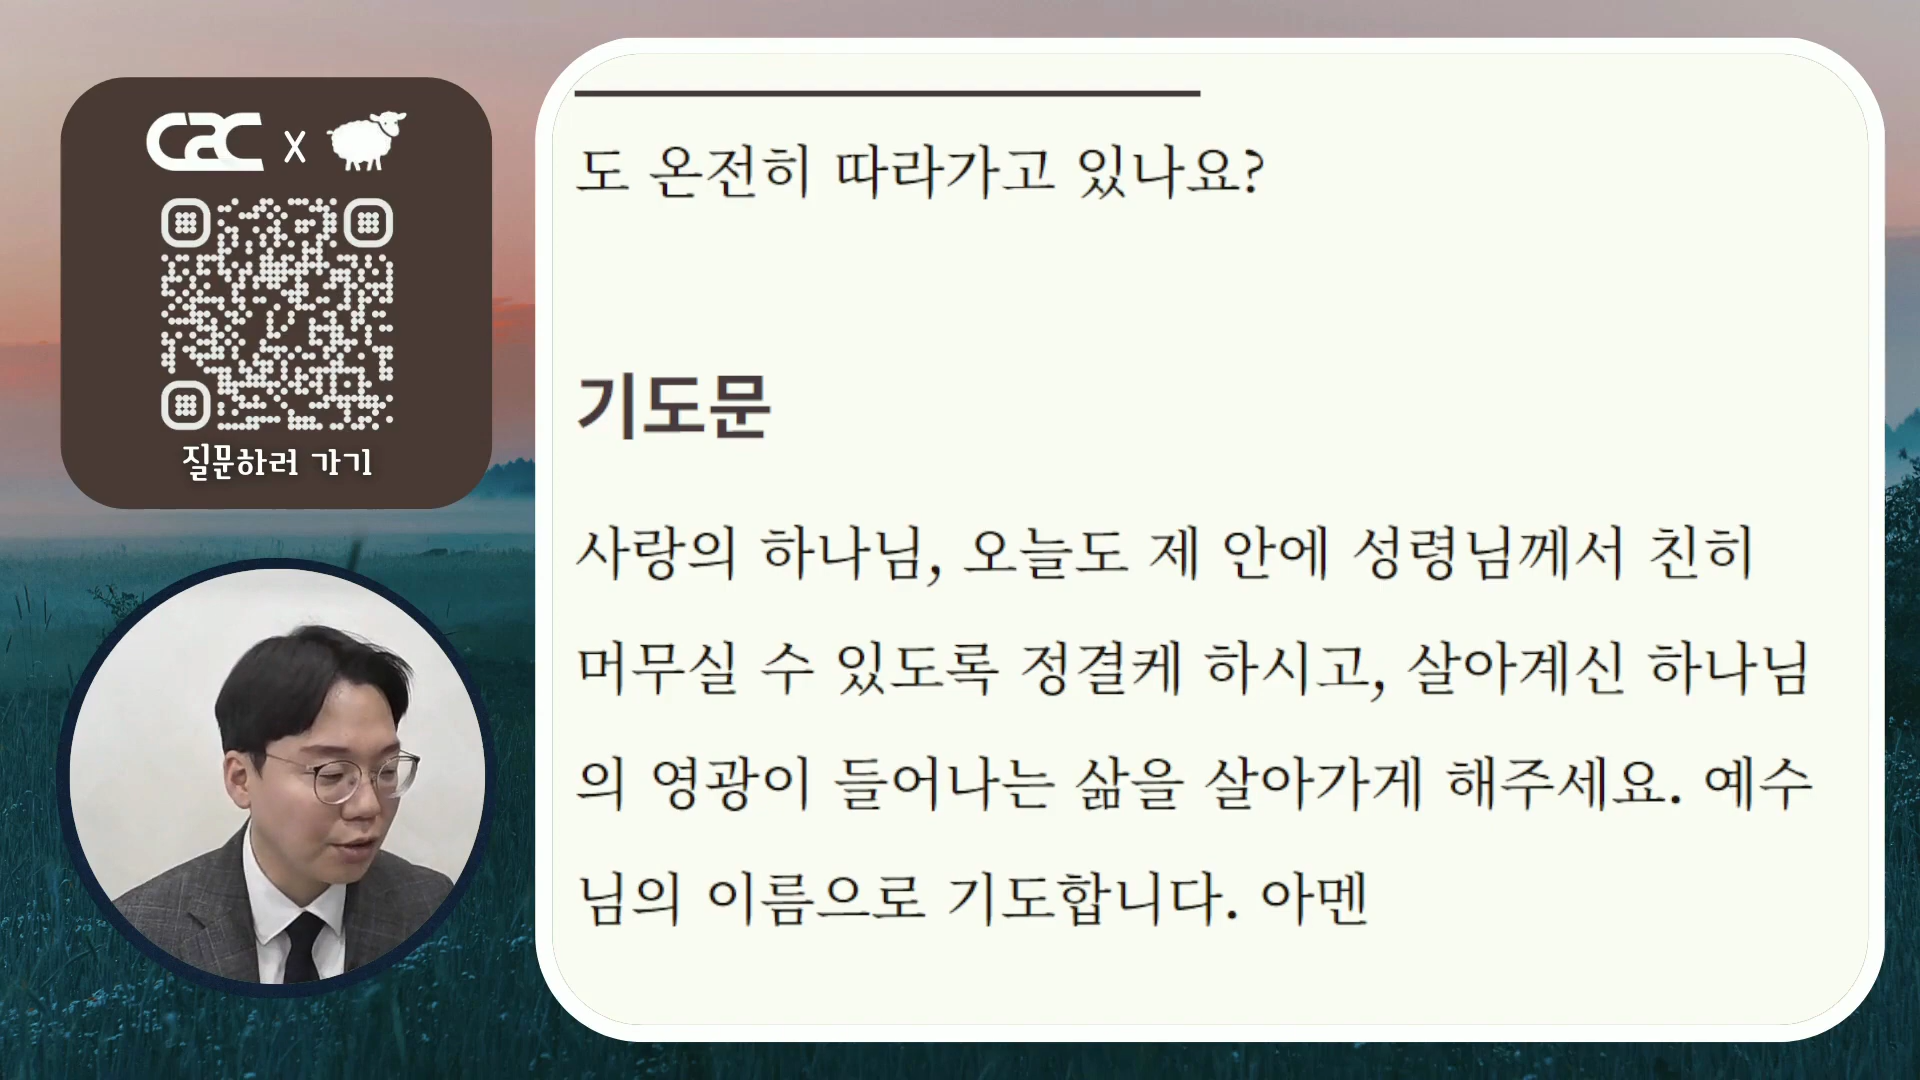 CAC X
질문하러 가기
도 온전히 따라가고 있나요?
기도문
사랑의 하나님, 오늘도 제 안에 성령님께서 친히
머무실 수 있도록 정결케 하시고, 살아계신 하나님
의 영광이 들어나는 삶을 살아가게 해주세요. 예수
님의 이름으로 기도합니다. 아멘